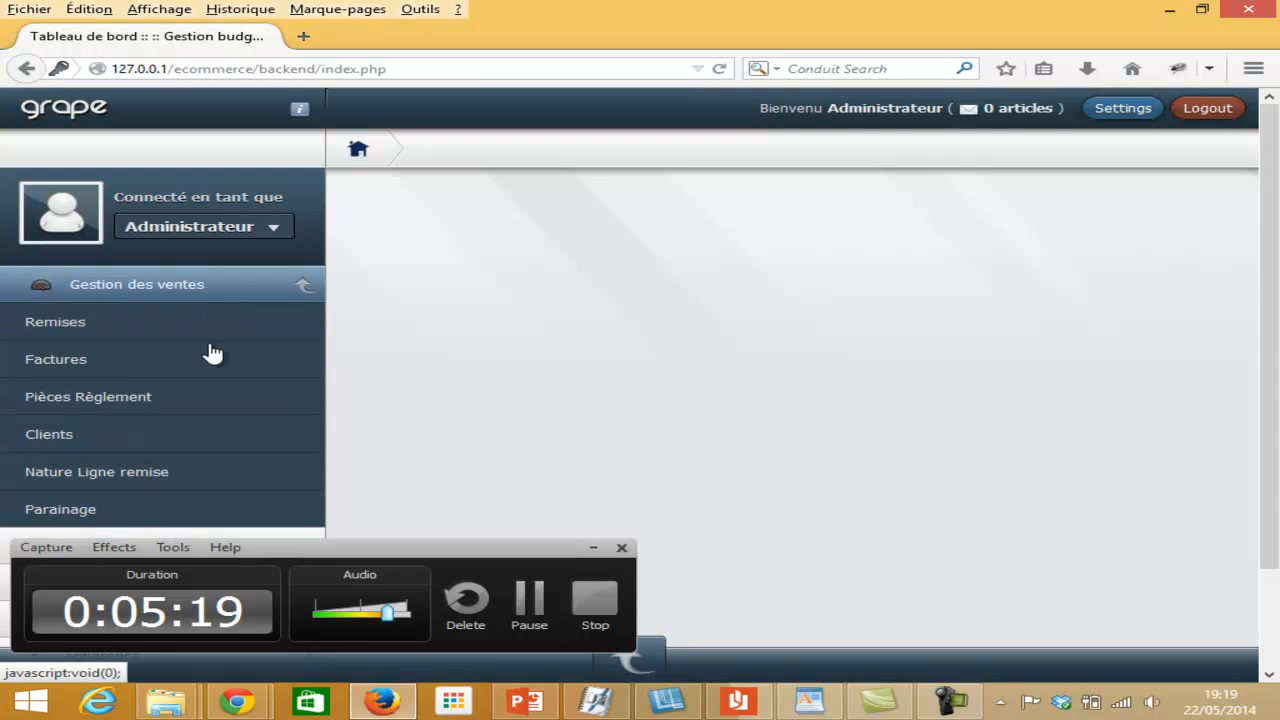 Fichier Édition Affichage Historique Marque-pages Outils ?
Tableau de bord :: :: Gestion budg...
127.0.0.1/ecommerce/backend/index.php
Conduit Search
grape
Bienvenu Administrateur ( 0 articles )
Settings
Logout
Connecté en tant que
Administrateur
Gestion des ventes
Remises
Factures
Pièces Règlement
Clients
Nature Ligne remise
Parainage
Capture Effects Tools Help
Duration
Audio
0:05:19
Delete Pause Stop
javascript:void(0);
19:19
22/05/2014